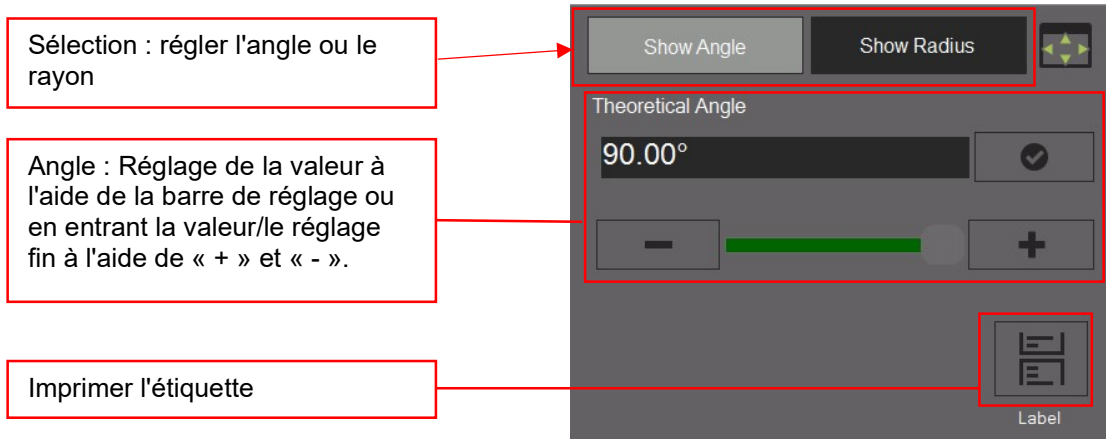 Sélection : régler l'angle ou le
rayon
Show Angle
Show Radius
Theoretical Angle
90.00°
Angle : Réglage de la valeur à
l'aide de la barre de réglage ou
en entrant la valeur/le réglage
fin à l'aide de « + » et « - ».
Imprimer l'étiquette
Label